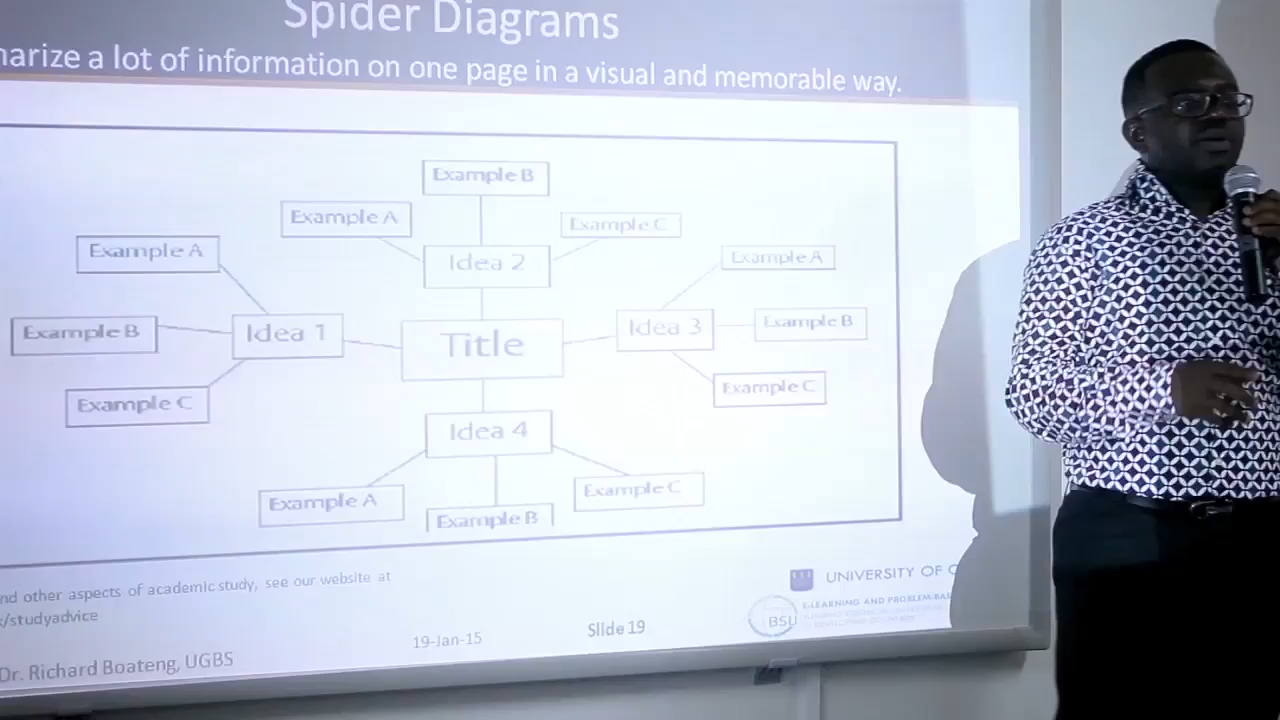 Spider Diagrams
arize a lot of information on one page in a visual and memorable way.
Example B
Example A
Example C
Example A
Idea 2
Example A
Example B
Idea 1
Title
Idea 3
Example B
Example C
Example C
Idea 4
Example A
Example B
Example C
nd other aspects of academic study, see our website at
/studyadvice
UNIVERSITY OF
BSU
E-LEARNING AND PROBLEM-BA
Dr. Richard Boateng, UGBS
19-Jan-15
Slide 19